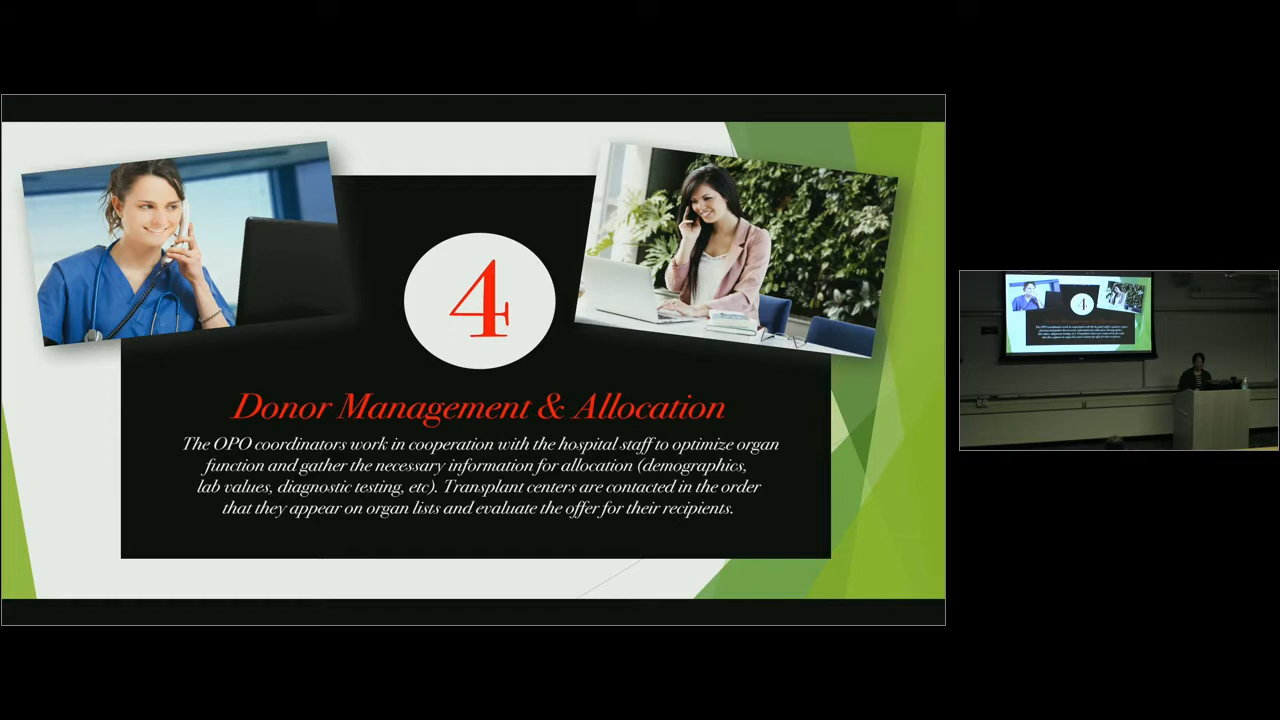 4
Donor Management & Allocation
The OPO coordinators work in cooperation with the hospital staff to optimize organ
function and gather the necessary information for allocation (demographics,
lab values, diagnostic testing, etc). Transplant centers are contacted in the order
that they appear on organ lists and evaluate the offer for their recipients.
4